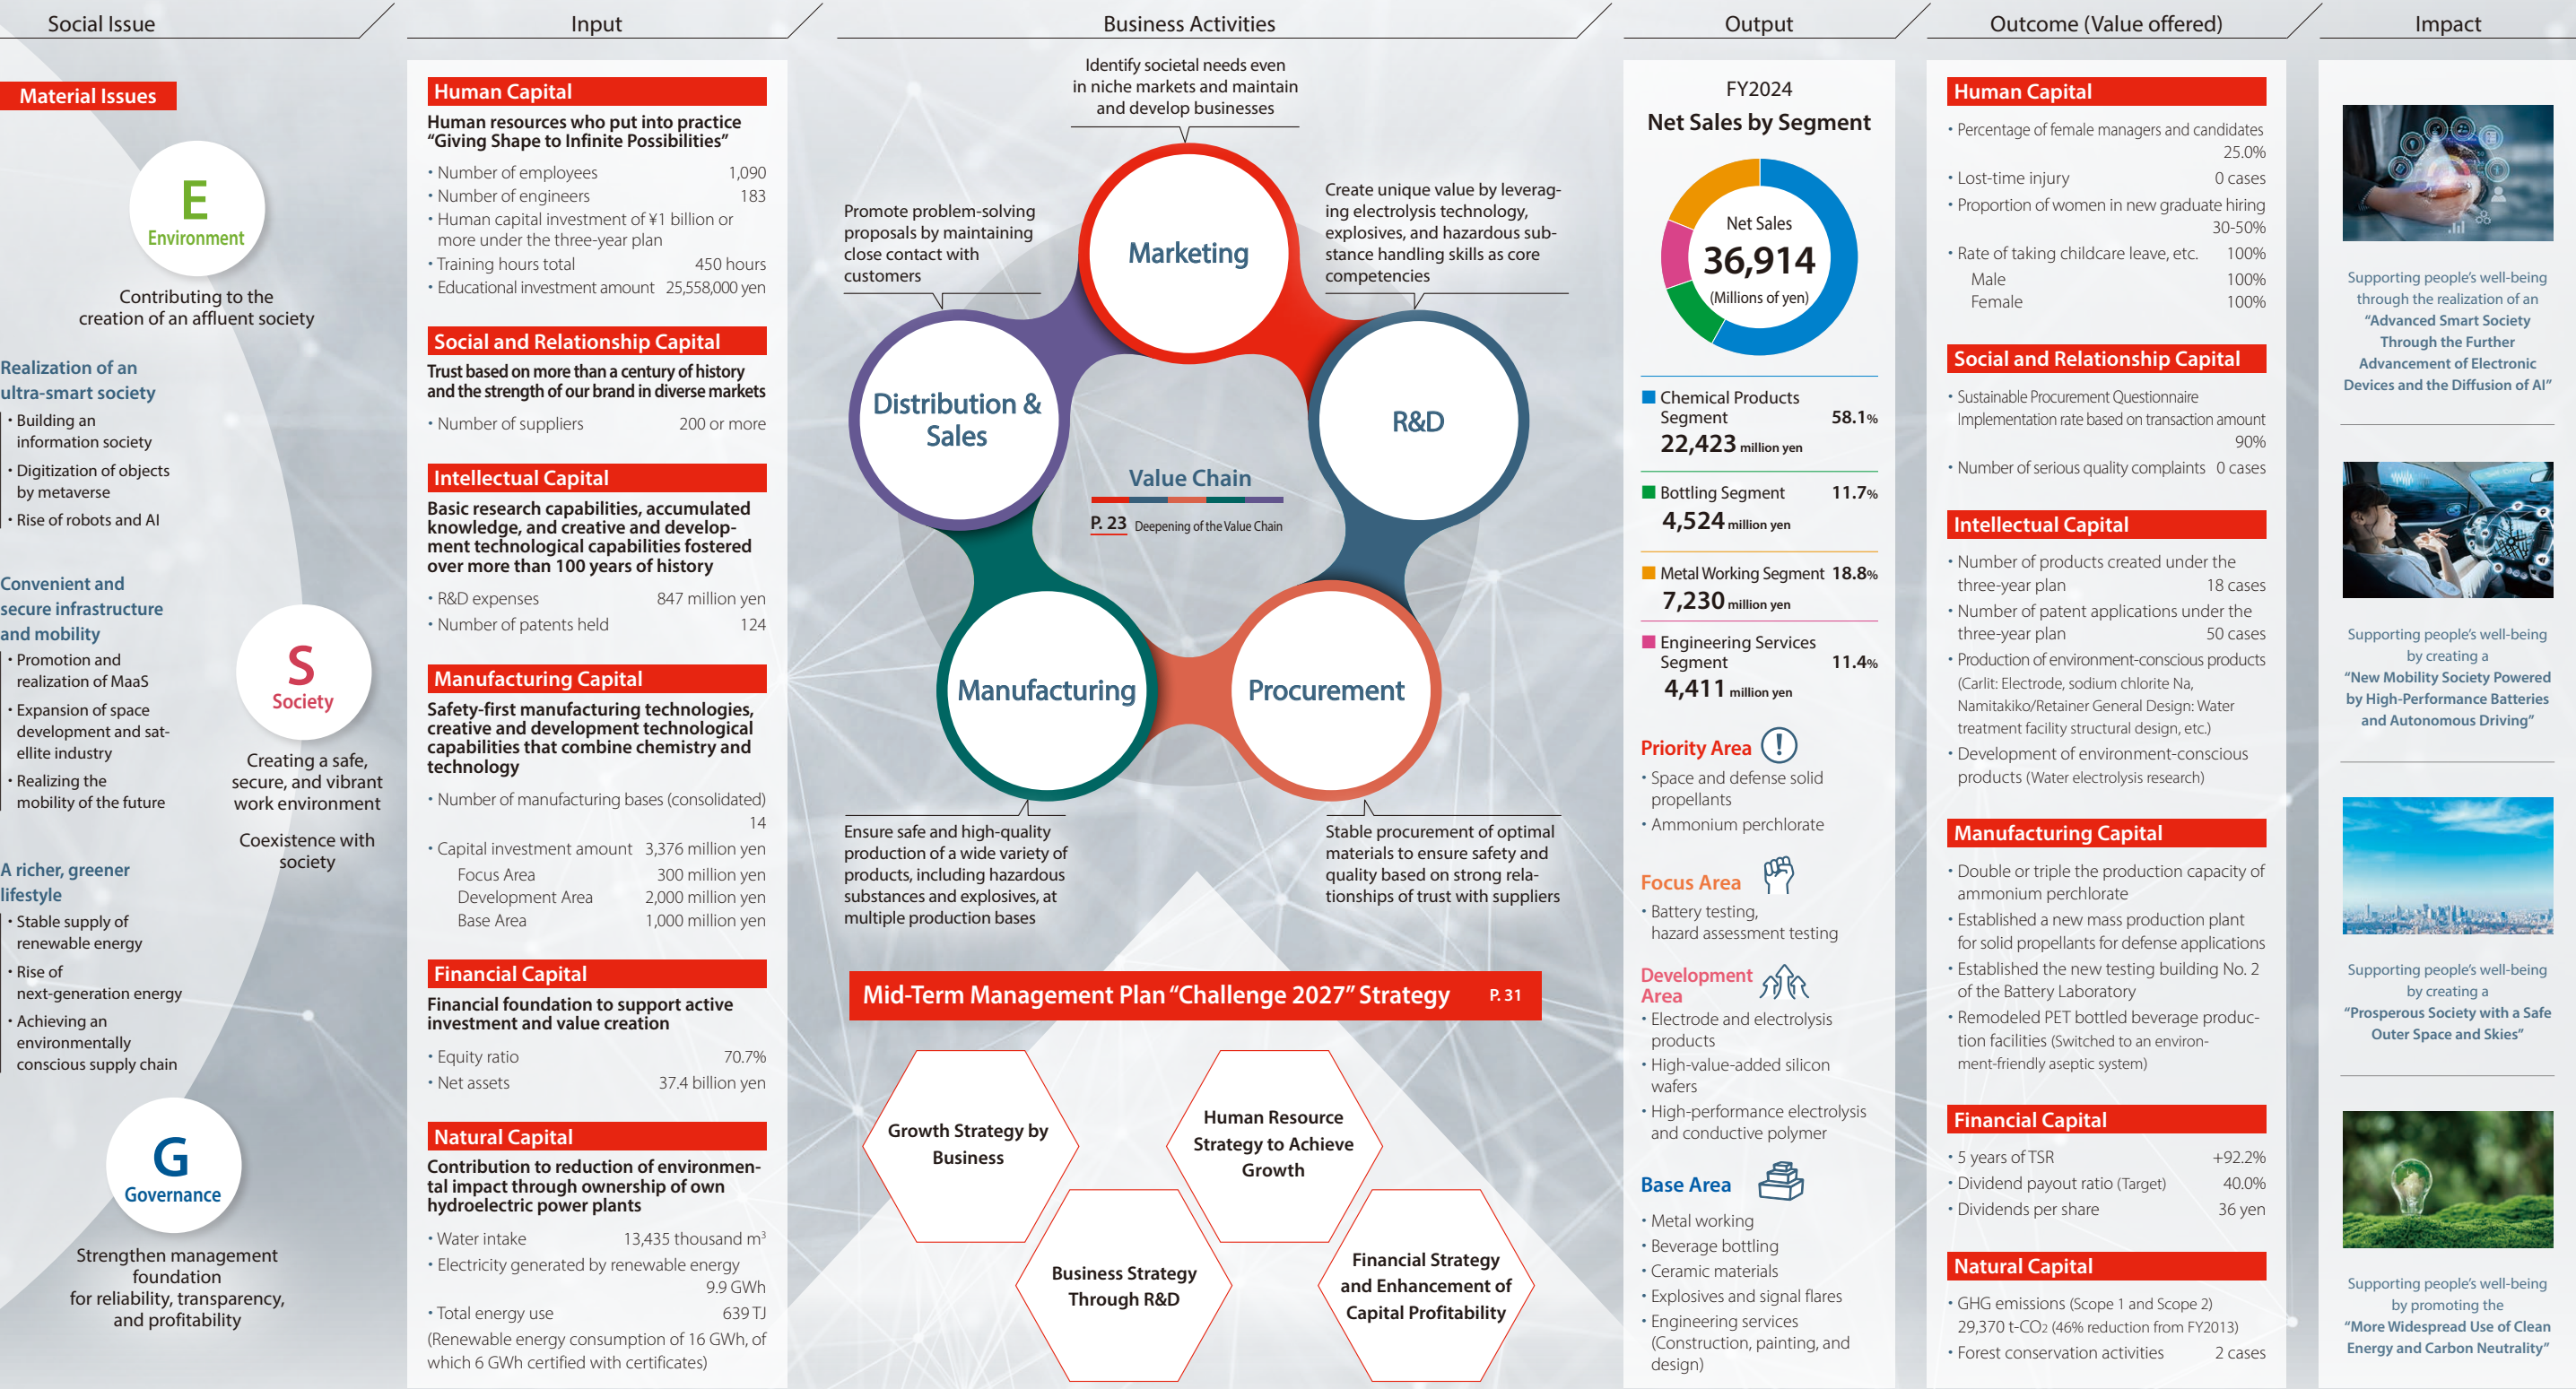 Social Issue
Input
Business Activities
Output
Outcome (Value offered)
Impact
Material Issues
E
Environment
Contributing to the
creation of an affluent society
Realization of an
ultra-smart society
• Building an
information society
• Digitization of objects
by metaverse
• Rise of robots and AI
Convenient and
secure infrastructure
and mobility
• Promotion and
realization of MaaS
• Expansion of space
development and sat-
ellite industry
• Realizing the
mobility of the future
S
Society
Creating a safe,
secure, and vibrant
work environment
Coexistence with
society
A richer, greener
lifestyle
• Stable supply of
renewable energy
• Rise of
next-generation energy
• Achieving an
environmentally
conscious supply chain
G
Governance
Strengthen management
foundation
for reliability, transparency,
and profitability
Human Capital
Human resources who put into practice
“Giving Shape to Infinite Possibilities”
• Number of employees 1,090
• Number of engineers 183
• Human capital investment of ¥1 billion or
more under the three-year plan
• Training hours total 450 hours
• Educational investment amount 25,558,000 yen
Social and Relationship Capital
Trust based on more than a century of history
and the strength of our brand in diverse markets
• Number of suppliers 200 or more
Intellectual Capital
Basic research capabilities, accumulated
knowledge, and creative and develop-
ment technological capabilities fostered
over more than 100 years of history
• R&D expenses 847 million yen
• Number of patents held 124
Manufacturing Capital
Safety-first manufacturing technologies,
creative and development technological
capabilities that combine chemistry and
technology
• Number of manufacturing bases (consolidated)
14
• Capital investment amount 3,376 million yen
Focus Area 300 million yen
Development Area 2,000 million yen
Base Area 1,000 million yen
Financial Capital
Financial foundation to support active
investment and value creation
• Equity ratio 70.7%
• Net assets 37.4 billion yen
Natural Capital
Contribution to reduction of environmen-
tal impact through ownership of own
hydroelectric power plants
• Water intake 13,435 thousand m³
• Electricity generated by renewable energy
9.9 GWh
• Total energy use 639 TJ
(Renewable energy consumption of 16 GWh, of
which 6 GWh certified with certificates)
Identify societal needs even
in niche markets and maintain
and develop businesses
Promote problem-solving
proposals by maintaining
close contact with
customers
Create unique value by leverag-
ing electrolysis technology,
explosives, and hazardous sub-
stance handling skills as core
competencies
Marketing
Distribution &
Sales
R&D
Value Chain
P. 23 Deepening of the Value Chain
Manufacturing
Procurement
Ensure safe and high-quality
production of a wide variety of
products, including hazardous
substances and explosives, at
multiple production bases
Stable procurement of optimal
materials to ensure safety and
quality based on strong rela-
tionships of trust with suppliers
Mid-Term Management Plan “Challenge 2027” Strategy P. 31
Growth Strategy by
Business
Human Resource
Strategy to Achieve
Growth
Business Strategy
Through R&D
Financial Strategy
and Enhancement of
Capital Profitability
FY2024
Net Sales by Segment
Net Sales
36,914
(Millions of yen)
Chemical Products
Segment 58.1%
22,423 million yen
Bottling Segment 11.7%
4,524 million yen
Metal Working Segment 18.8%
7,230 million yen
Engineering Services
Segment 11.4%
4,411 million yen
Priority Area
• Space and defense solid
propellants
• Ammonium perchlorate
Focus Area
• Battery testing,
hazard assessment testing
Development
Area
• Electrode and electrolysis
products
• High-value-added silicon
wafers
• High-performance electrolysis
and conductive polymer
Base Area
• Metal working
• Beverage bottling
• Ceramic materials
• Explosives and signal flares
• Engineering services
(Construction, painting, and
design)
Human Capital
• Percentage of female managers and candidates
25.0%
• Lost-time injury 0 cases
• Proportion of women in new graduate hiring
30-50%
• Rate of taking childcare leave, etc. 100%
Male 100%
Female 100%
Social and Relationship Capital
• Sustainable Procurement Questionnaire
Implementation rate based on transaction amount
90%
• Number of serious quality complaints 0 cases
Intellectual Capital
• Number of products created under the
three-year plan 18 cases
• Number of patent applications under the
three-year plan 50 cases
• Production of environment-conscious products
(Carlit: Electrode, sodium chlorite Na,
Namitakiko/Retainer General Design: Water
treatment facility structural design, etc.)
• Development of environment-conscious
products (Water electrolysis research)
Manufacturing Capital
• Double or triple the production capacity of
ammonium perchlorate
• Established a new mass production plant
for solid propellants for defense applications
• Established the new testing building No. 2
of the Battery Laboratory
• Remodeled PET bottled beverage produc-
tion facilities (Switched to an environ-
ment-friendly aseptic system)
Financial Capital
• 5 years of TSR +92.2%
• Dividend payout ratio (Target) 40.0%
• Dividends per share 36 yen
Natural Capital
• GHG emissions (Scope 1 and Scope 2)
29,370 t-CO2 (46% reduction from FY2013)
• Forest conservation activities 2 cases
Supporting people’s well-being
through the realization of an
“Advanced Smart Society
Through the Further
Advancement of Electronic
Devices and the Diffusion of AI”
Supporting people’s well-being
by creating a
“New Mobility Society Powered
by High-Performance Batteries
and Autonomous Driving”
Supporting people’s well-being
by creating a
“Prosperous Society with a Safe
Outer Space and Skies”
Supporting people’s well-being
by promoting the
“More Widespread Use of Clean
Energy and Carbon Neutrality”